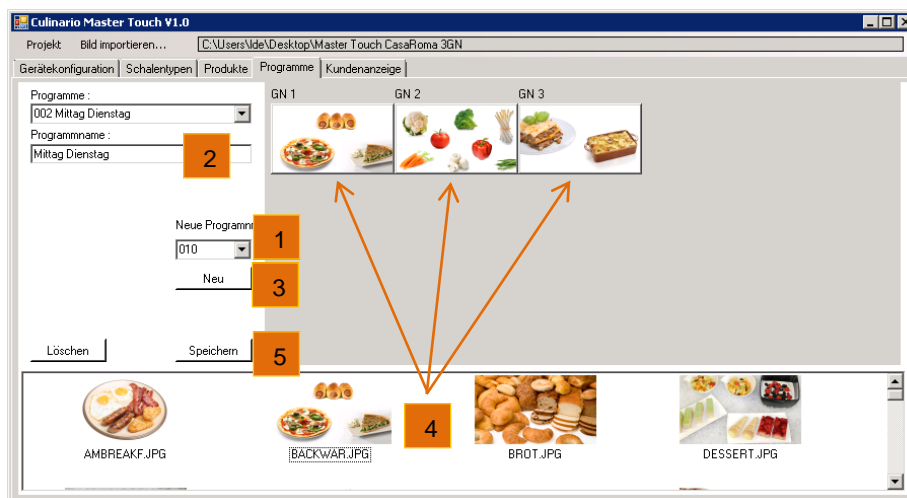 Culinario Master Touch V1.0
Projekt Bild importieren... C:\Users\lde\Desktop\Master Touch CasaRoma 3GN
Gerätekonfiguration Schalentypen Produkte Programme Kundenanzeige
Programme :
002 Mittag Dienstag
Programmname :
Mittag Dienstag
2
GN 1 GN 2 GN 3
Neue Programmn
010
1
Neu
3
Löschen Speichern
5
4
AMBREAKF.JPG BACKWAR.JPG BROT.JPG DESSERT.JPG